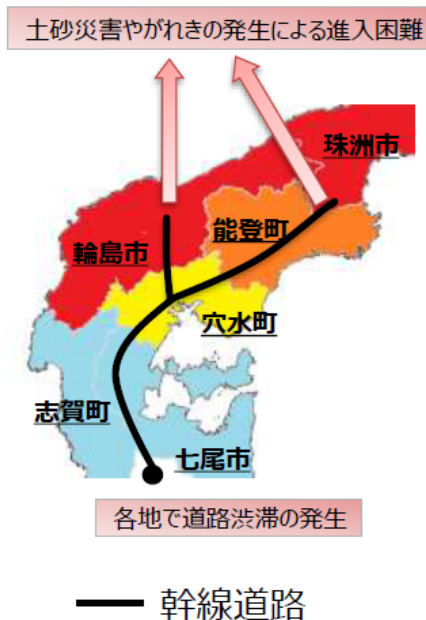 土砂災害やがれきの発生による進入困難
珠洲市
能登町
輪島市
穴水町
志賀町
七尾市
各地で道路渋滞の発生
幹線道路